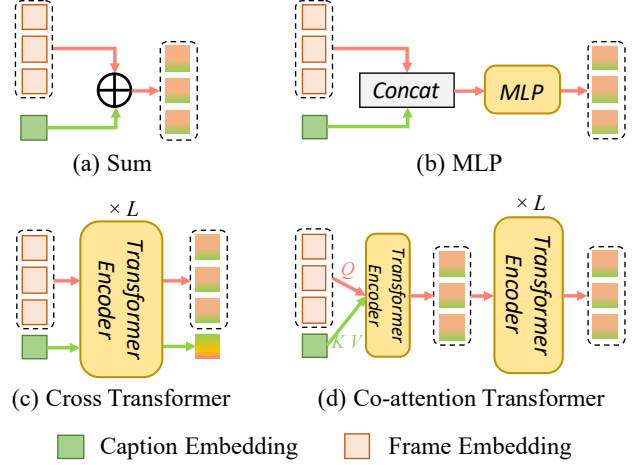 Concat
MLP
(a) Sum
(b) MLP
× L
Transformer
Encoder
Q
K V
Transformer
Encoder
× L
Transformer
Encoder
(c) Cross Transformer
(d) Co-attention Transformer
Caption Embedding
Frame Embedding